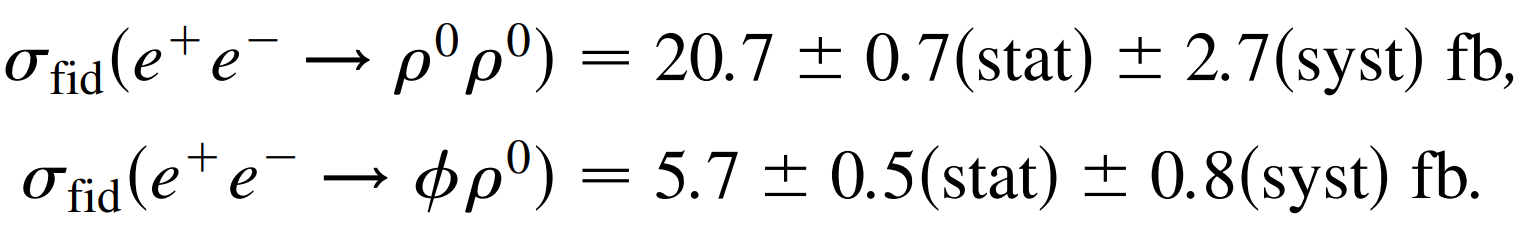 σ_fid(e⁺e⁻ → ρ⁰ρ⁰) = 20.7 ± 0.7(stat) ± 2.7(syst) fb,
σ_fid(e⁺e⁻ → ϕρ⁰) = 5.7 ± 0.5(stat) ± 0.8(syst) fb.